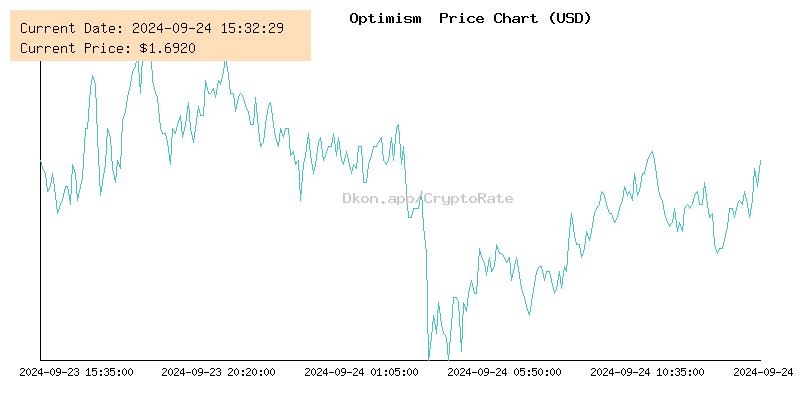 Optimism  Price Chart (USD)
Current Date: 2024-09-24 15:32:29
Current Price: $1.6920
Dkon.app/CryptoRate
2024-09-23 15:35:00 2024-09-23 20:20:00 2024-09-24 01:05:00 2024-09-24 05:50:00 2024-09-24 10:35:00 2024-09-24